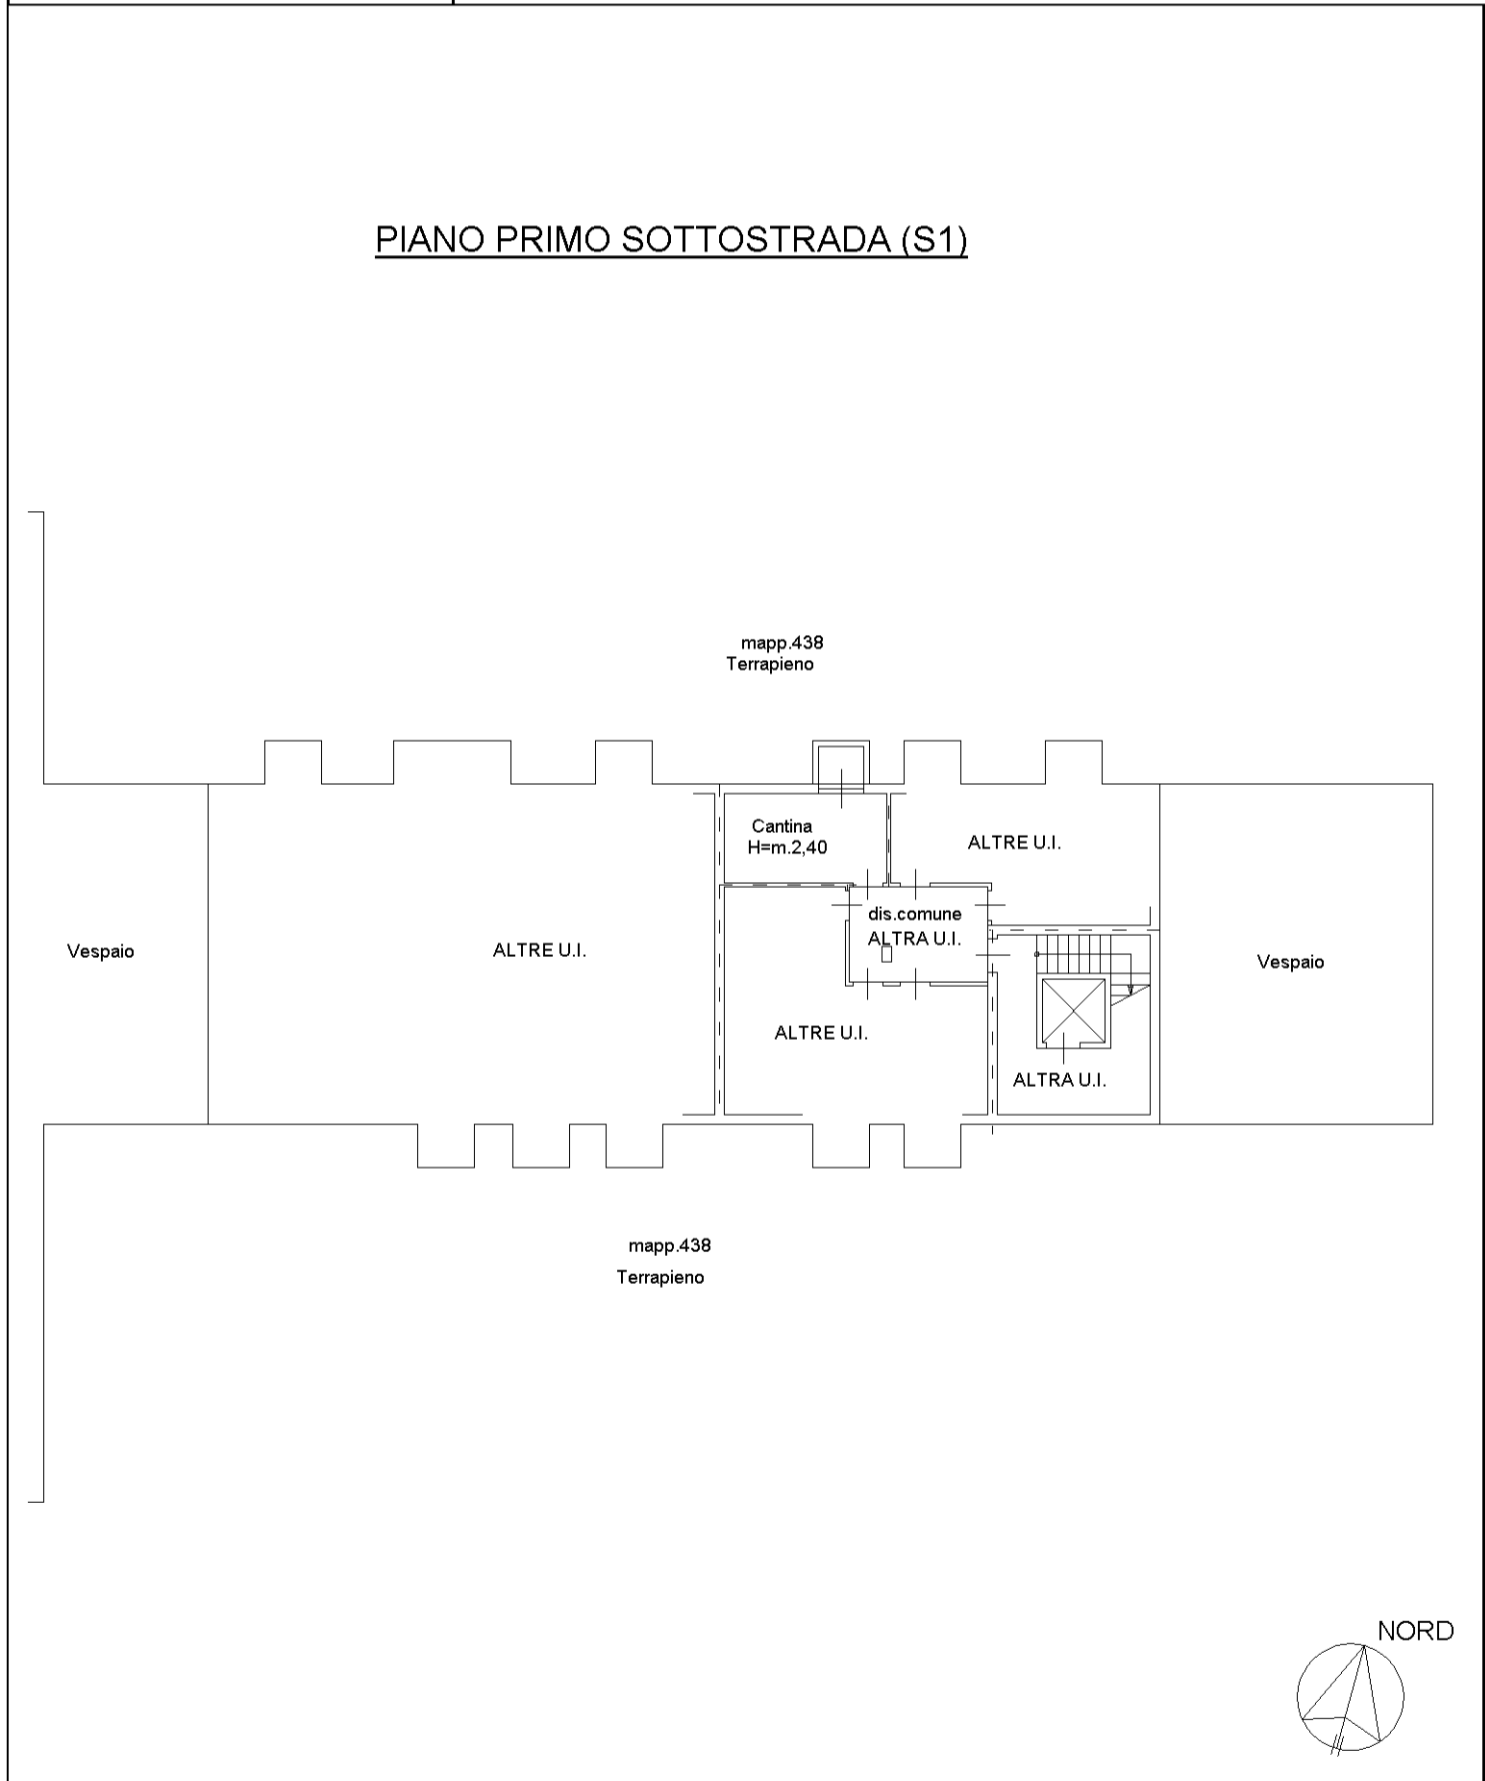 PIANO PRIMO SOTTOSTRADA (S1)
mapp.438
Terrapieno
Cantina
H=m.2,40
ALTRE U.I.
dis.comune
ALTRA U.I.
Vespaio
ALTRE U.I.
Vespaio
ALTRE U.I.
ALTRA U.I.
mapp.438
Terrapieno
NORD